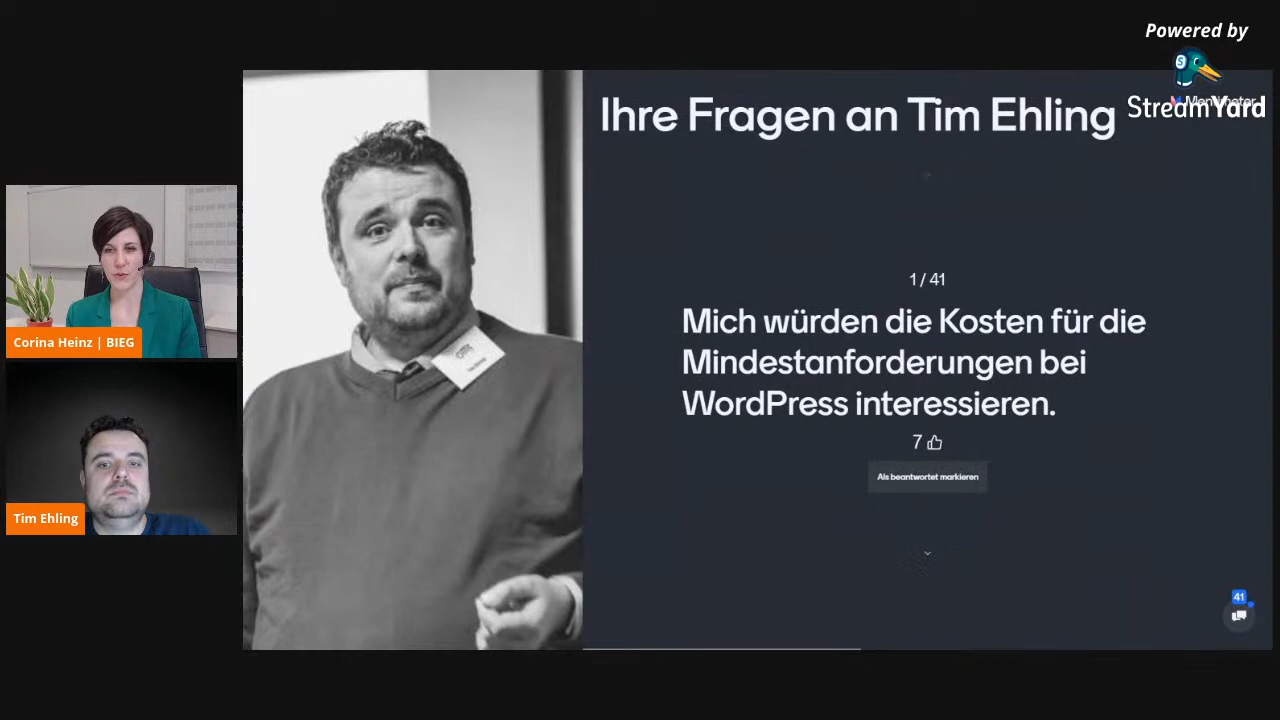 Powered by
StreamYard
Ihre Fragen an Tim Ehling
1 / 41
Mich würden die Kosten für die
Mindestanforderungen bei
WordPress interessieren.
7
Als beantwortet markieren
41
Corina Heinz | BIEG
Tim Ehling